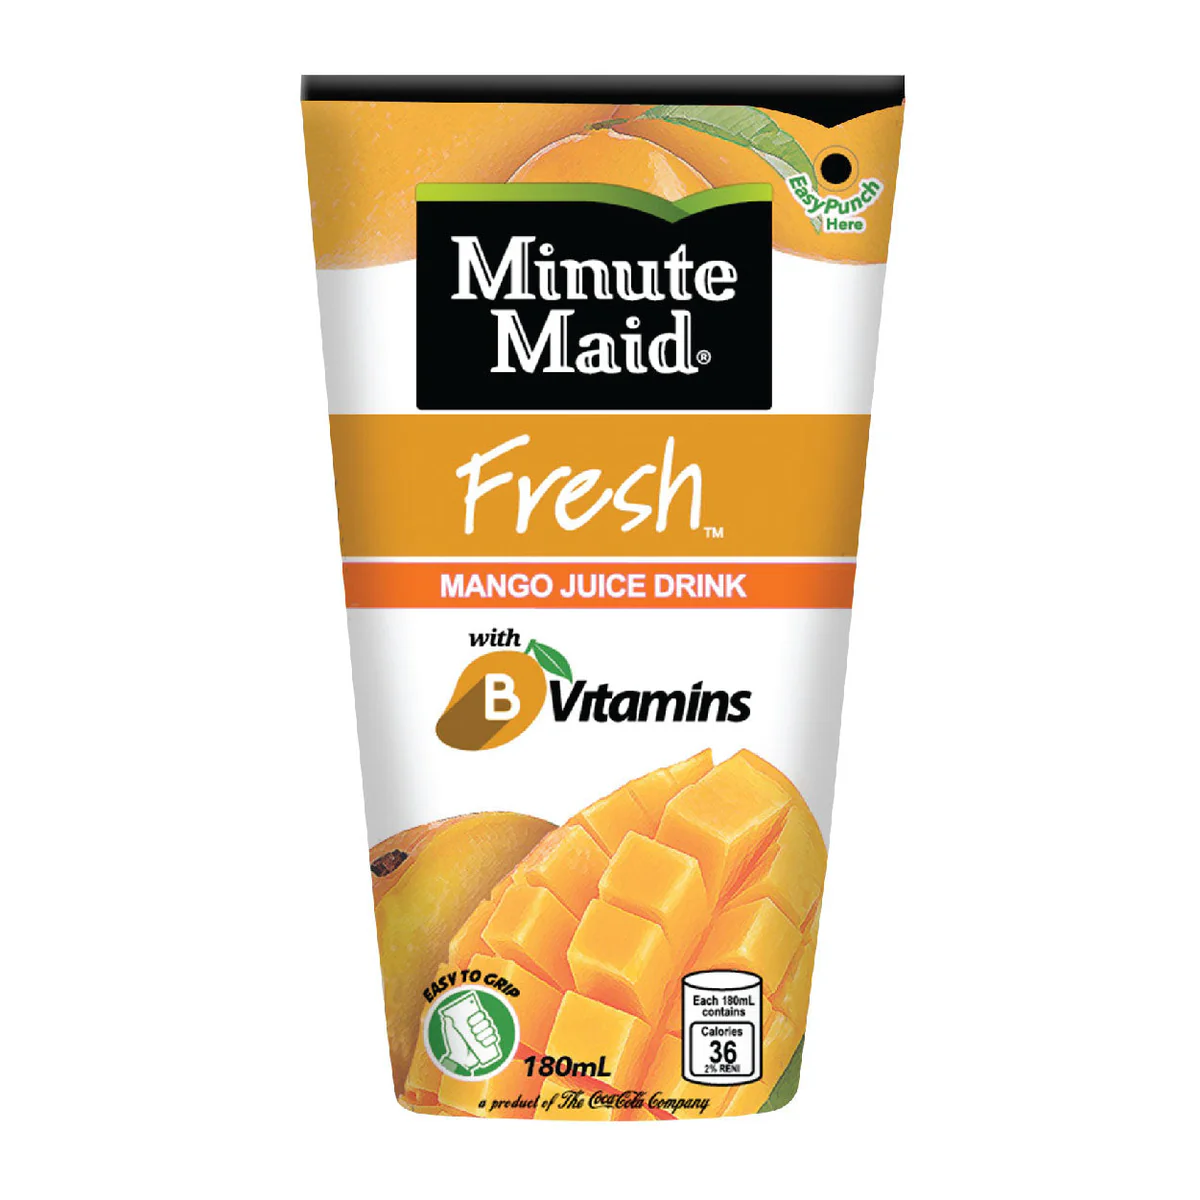 EasyPunch
Here
Minute
Maid®
Fresh™
MANGO JUICE DRINK
with
B Vitamins
EASY TO GRIP
180mL
Each 180mL
contains
Calories
36
2% RENI
a product of The Coca-Cola Company